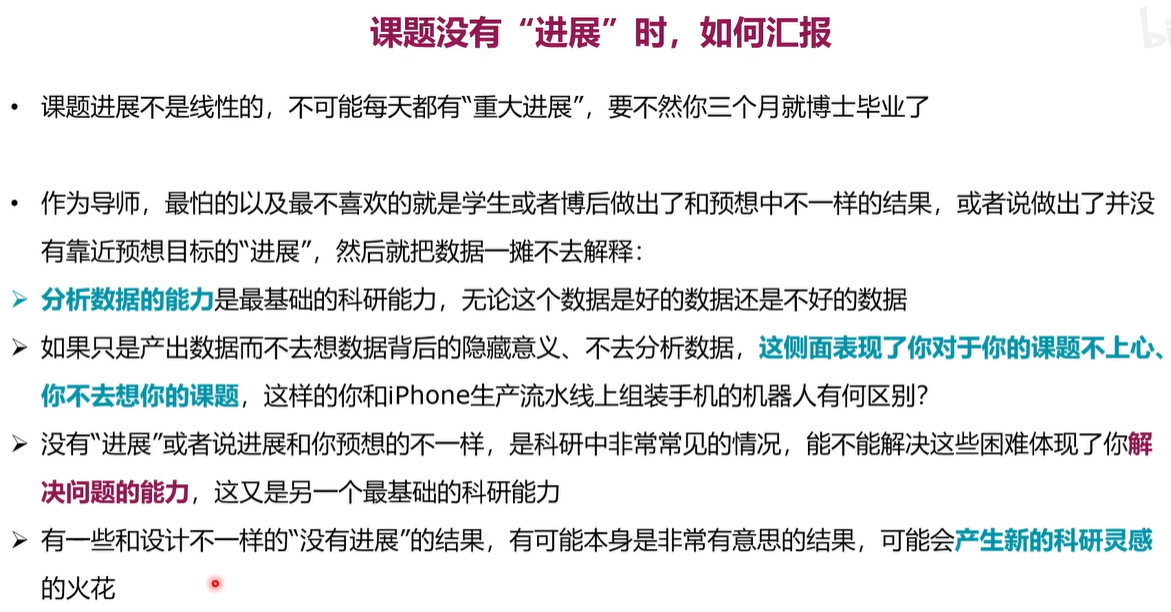 课题没有“进展”时，如何汇报
• 课题进展不是线性的，不可能每天都有“重大进展”，要不然你三个月就博士毕业了
• 作为导师，最怕的以及最不喜欢的就是学生或者博后做出了和预想中不一样的结果，或者说做出了并没
有靠近预想目标的“进展”，然后就把数据一摊不去解释：
➢ 分析数据的能力是最基础的科研能力，无论这个数据是好的数据还是不好的数据
➢ 如果只是产出数据而不去想数据背后的隐藏意义、不去分析数据，这侧面表现了你对于你的课题不上心、
你不去想你的课题，这样的你和iPhone生产流水线上组装手机的机器人有何区别？
➢ 没有“进展”或者说进展和你预想的不一样，是科研中非常常见的情况，能不能解决这些困难体现了你解
决问题的能力，这又是另一个最基础的科研能力
➢ 有一些和设计不一样的“没有进展”的结果，有可能本身是非常有意思的结果，可能会产生新的科研灵感
的火花